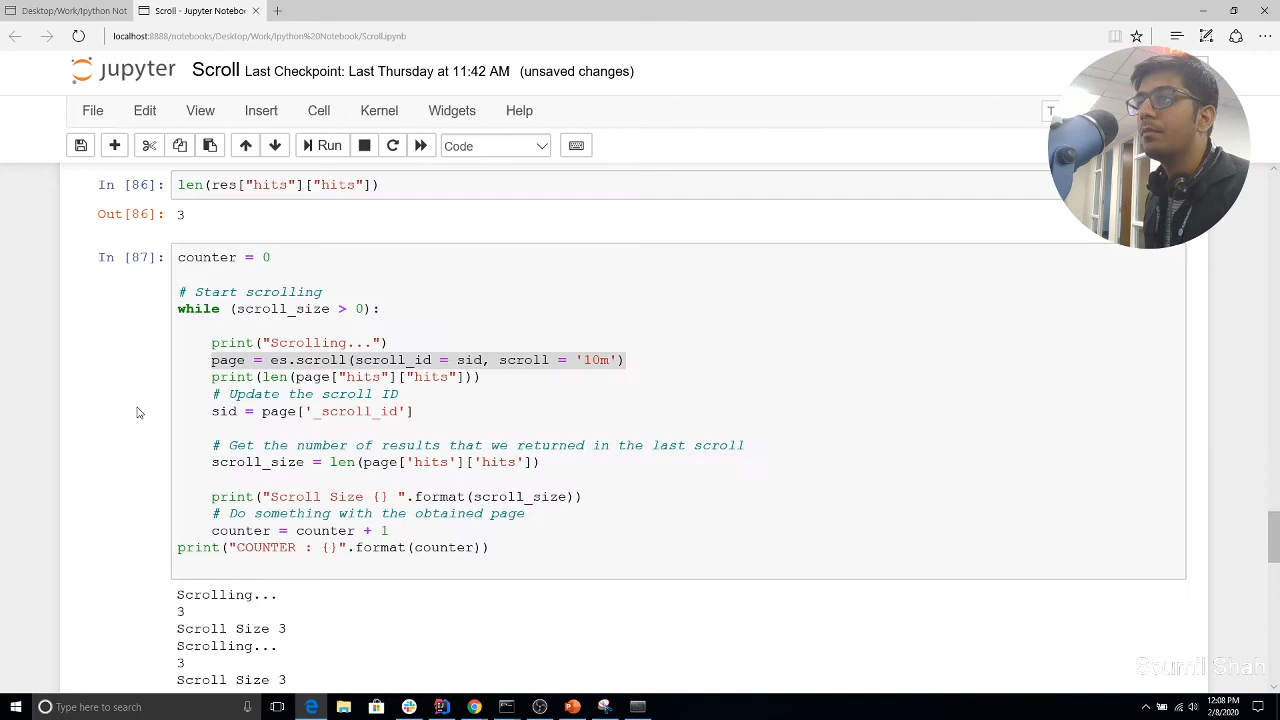 Desktop/Work/Ipython Not
Scroll - Jupyter Noteboo
localhost:8888/notebooks/Desktop/Work/Ipython%20Notebook/Scroll.ipynb
jupyter Scroll Last Checkpoint: Last Thursday at 11:42 AM (unsaved changes)
File Edit View Insert Cell Kernel Widgets Help
T
Run Code
In [86]: len(res["hits"]["hits"])
Out[86]: 3
In [87]: counter = 0
# Start scrolling
while (scroll_size > 0):
print("Scrolling...")
page = es.scroll(scroll_id = sid, scroll = '10m')
print(len(page["hits"]["hits"]))
# Update the scroll ID
sid = page['_scroll_id']
# Get the number of results that we returned in the last scroll
scroll_size = len(page['hits']['hits'])
print("Scroll Size {} ".format(scroll_size))
# Do something with the obtained page
counter = counter + 1
print("COUNTER : {}".format(counter))
Scrolling...
3
Scroll Size 3
Scrolling...
3
Scroll Size 3
Soumil Shah
Type here to search
12:08 PM
2/8/2020